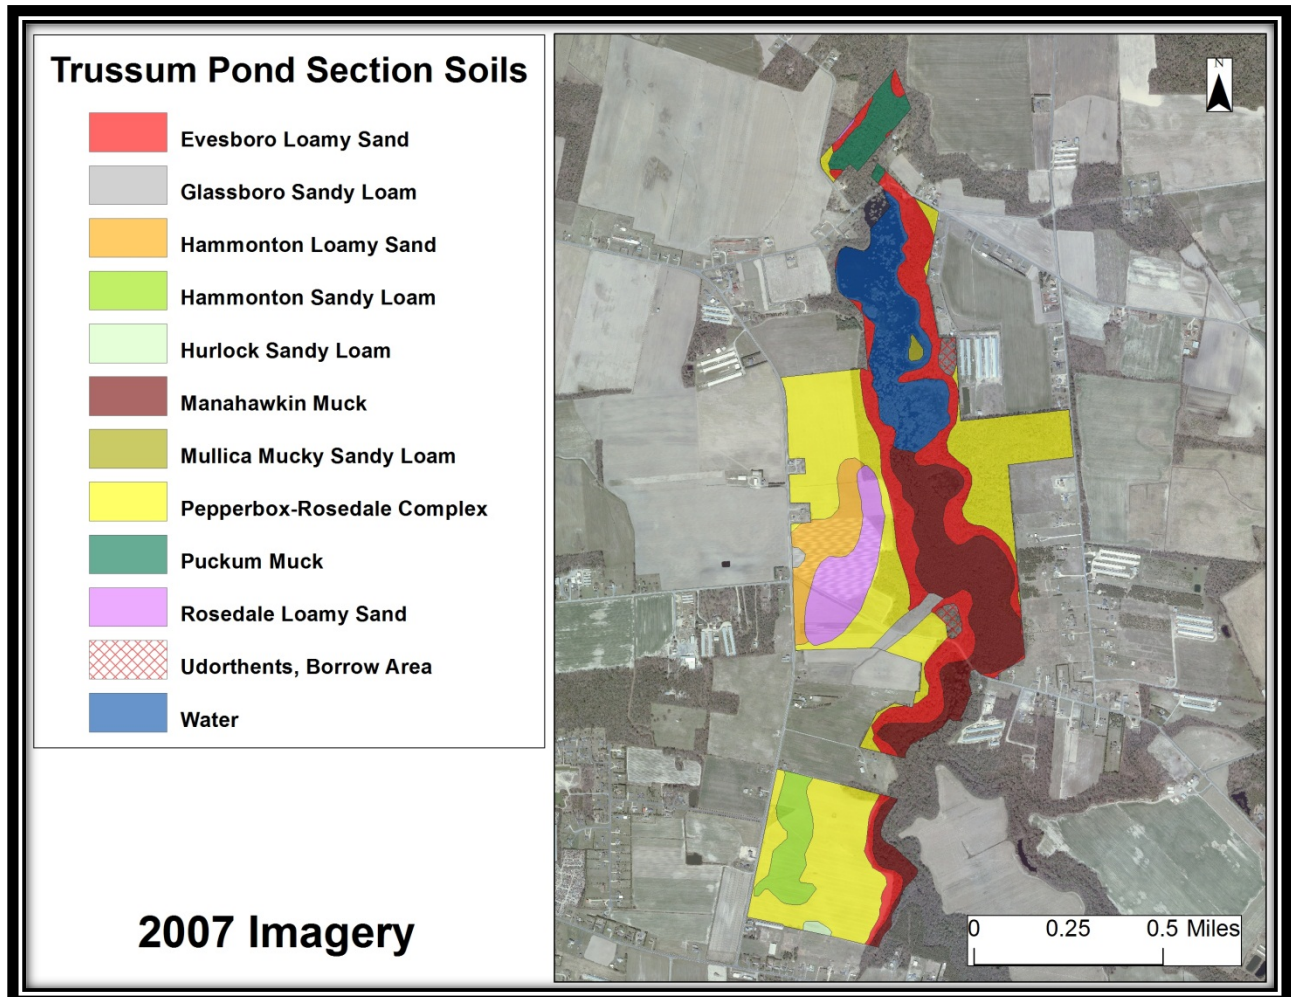 Trussum Pond Section Soils
Evesboro Loamy Sand
Glassboro Sandy Loam
Hammonton Loamy Sand
Hammonton Sandy Loam
Hurlock Sandy Loam
Manahawkin Muck
Mullica Mucky Sandy Loam
Pepperbox-Rosedale Complex
Puckum Muck
Rosedale Loamy Sand
Udorthents, Borrow Area
Water
2007 Imagery
N
0 0.25 0.5 Miles